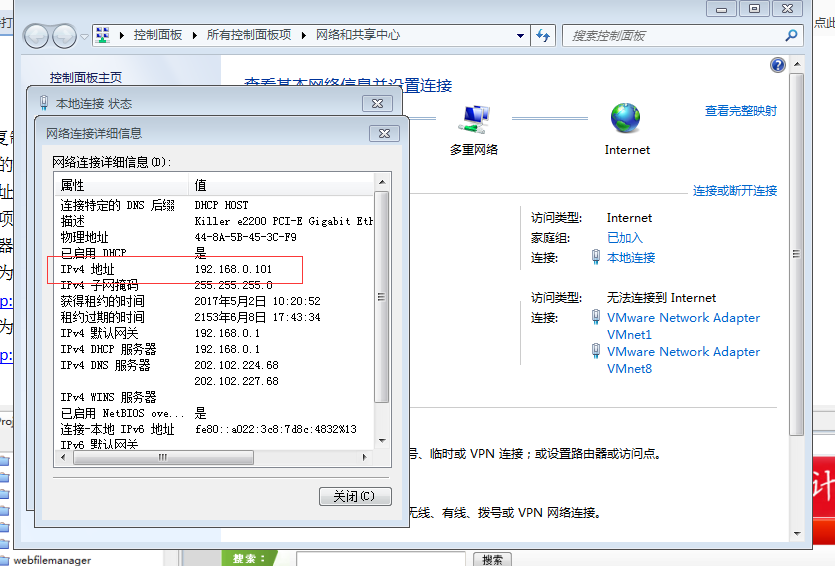 控制面板 ▸ 所有控制面板项 ▸ 网络和共享中心
搜索控制面板
控制面板主页
查看基本网络信息并设置连接
本地连接 状态
网络连接详细信息
网络连接详细信息(D):
属性 值
连接特定的 DNS 后缀 DHCP HOST
描述 Killer e2200 PCI-E Gigabit Eth
物理地址 44-8A-5B-45-3C-F9
已启用 DHCP 是
IPv4 地址 192.168.0.101
IPv4 子网掩码 255.255.255.0
获得租约的时间 2017年5月2日 10:20:52
租约过期的时间 2153年6月8日 17:43:34
IPv4 默认网关 192.168.0.1
IPv4 DHCP 服务器 192.168.0.1
IPv4 DNS 服务器 202.102.224.68
202.102.227.68
IPv4 WINS 服务器
已启用 NetBIOS ove... 是
连接-本地 IPv6 地址 fe80::a022:3c8:7d8c:4832%13
IPv6 默认网关
关闭(C)
多重网络
Internet
查看完整映射
连接或断开连接
访问类型: Internet
家庭组: 已加入
连接: 本地连接
访问类型: 无法连接到 Internet
连接: VMware Network Adapter
VMnet1
VMware Network Adapter
VMnet8
号、临时或 VPN 连接；或设置路由器或访问点。
无线、有线、拨号或 VPN 网络连接。
webfilemanager
搜索：
搜索
打
的
址
项
器
为
p:
为
p:
点此
计